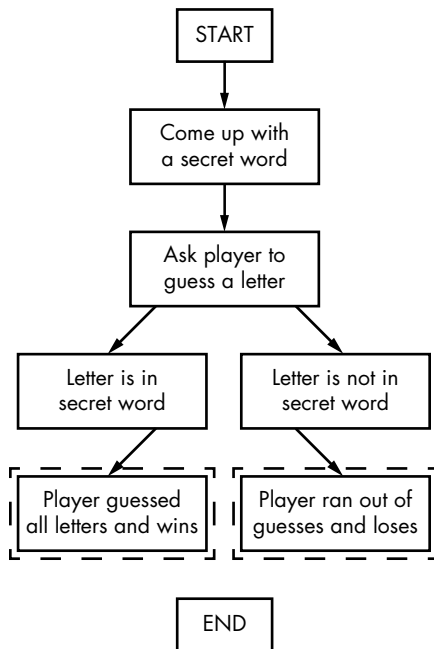 START
Come up with
a secret word
Ask player to
guess a letter
Letter is in
secret word
Letter is not in
secret word
Player guessed
all letters and wins
Player ran out of
guesses and loses
END